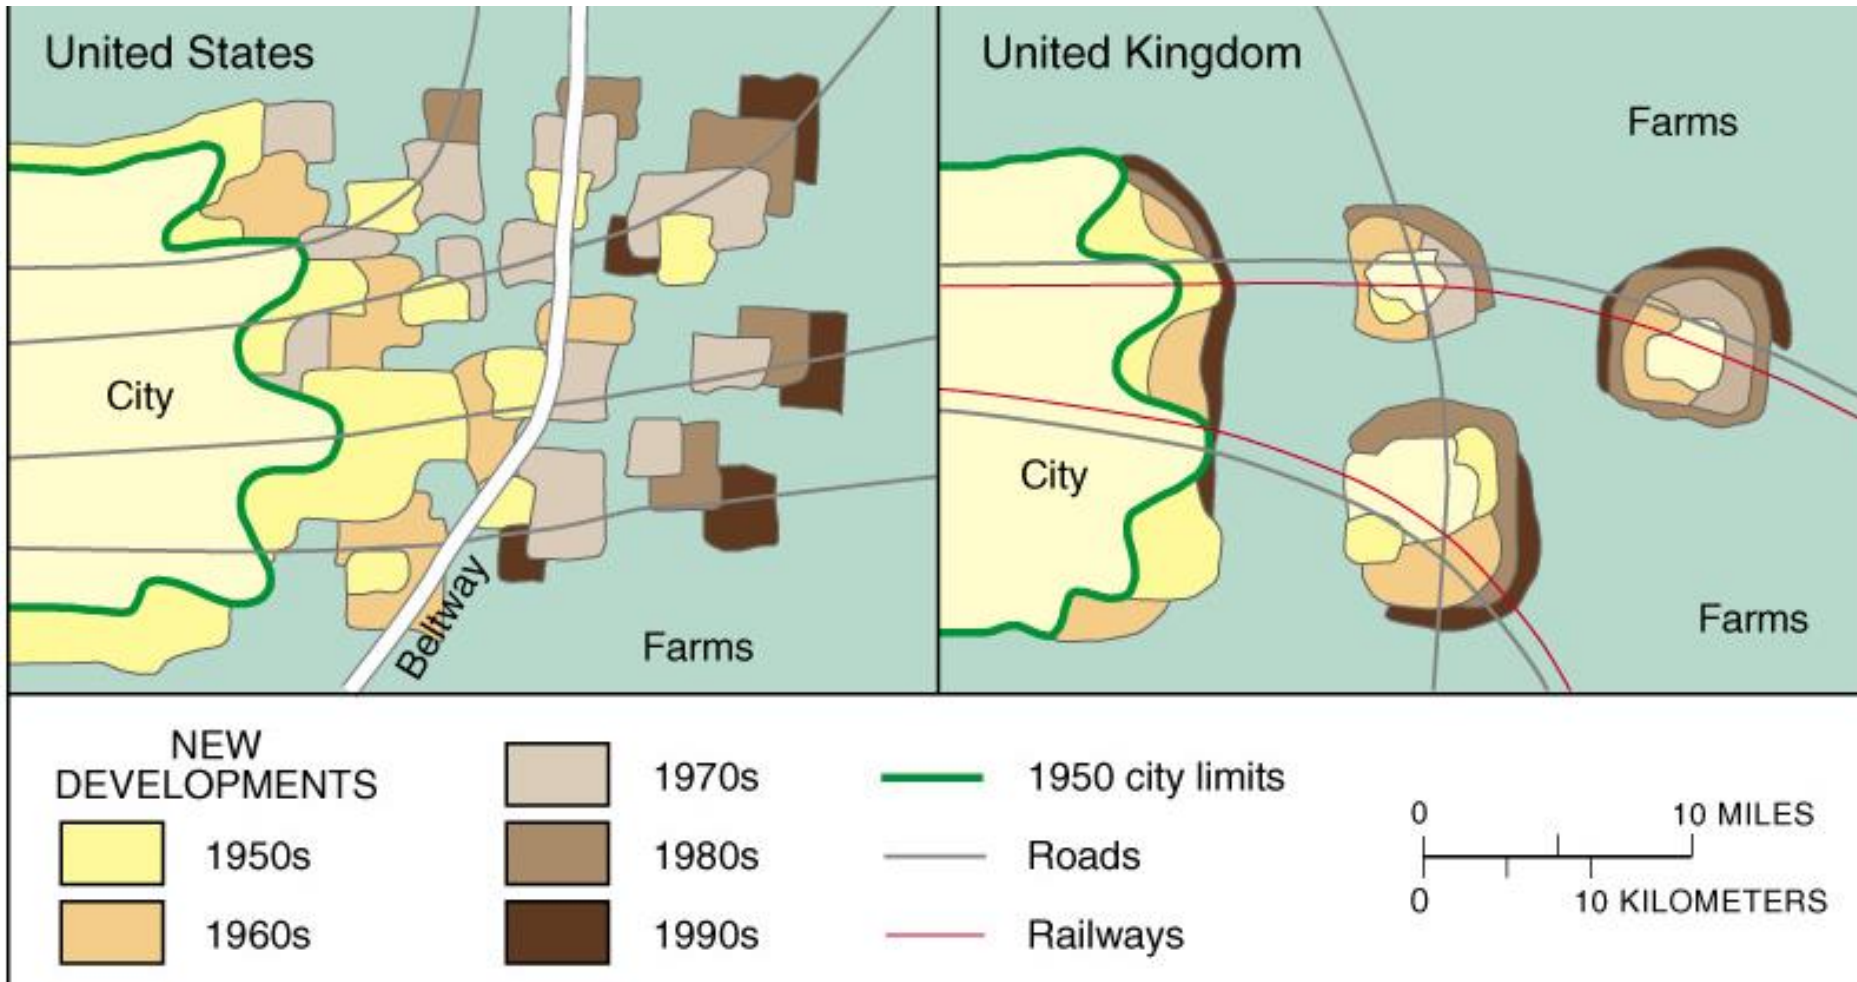 United States
City
Beltway
Farms
United Kingdom
Farms
City
Farms
NEW
DEVELOPMENTS
1950s
1960s
1970s
1980s
1990s
1950 city limits
Roads
Railways
0 10 MILES
0 10 KILOMETERS